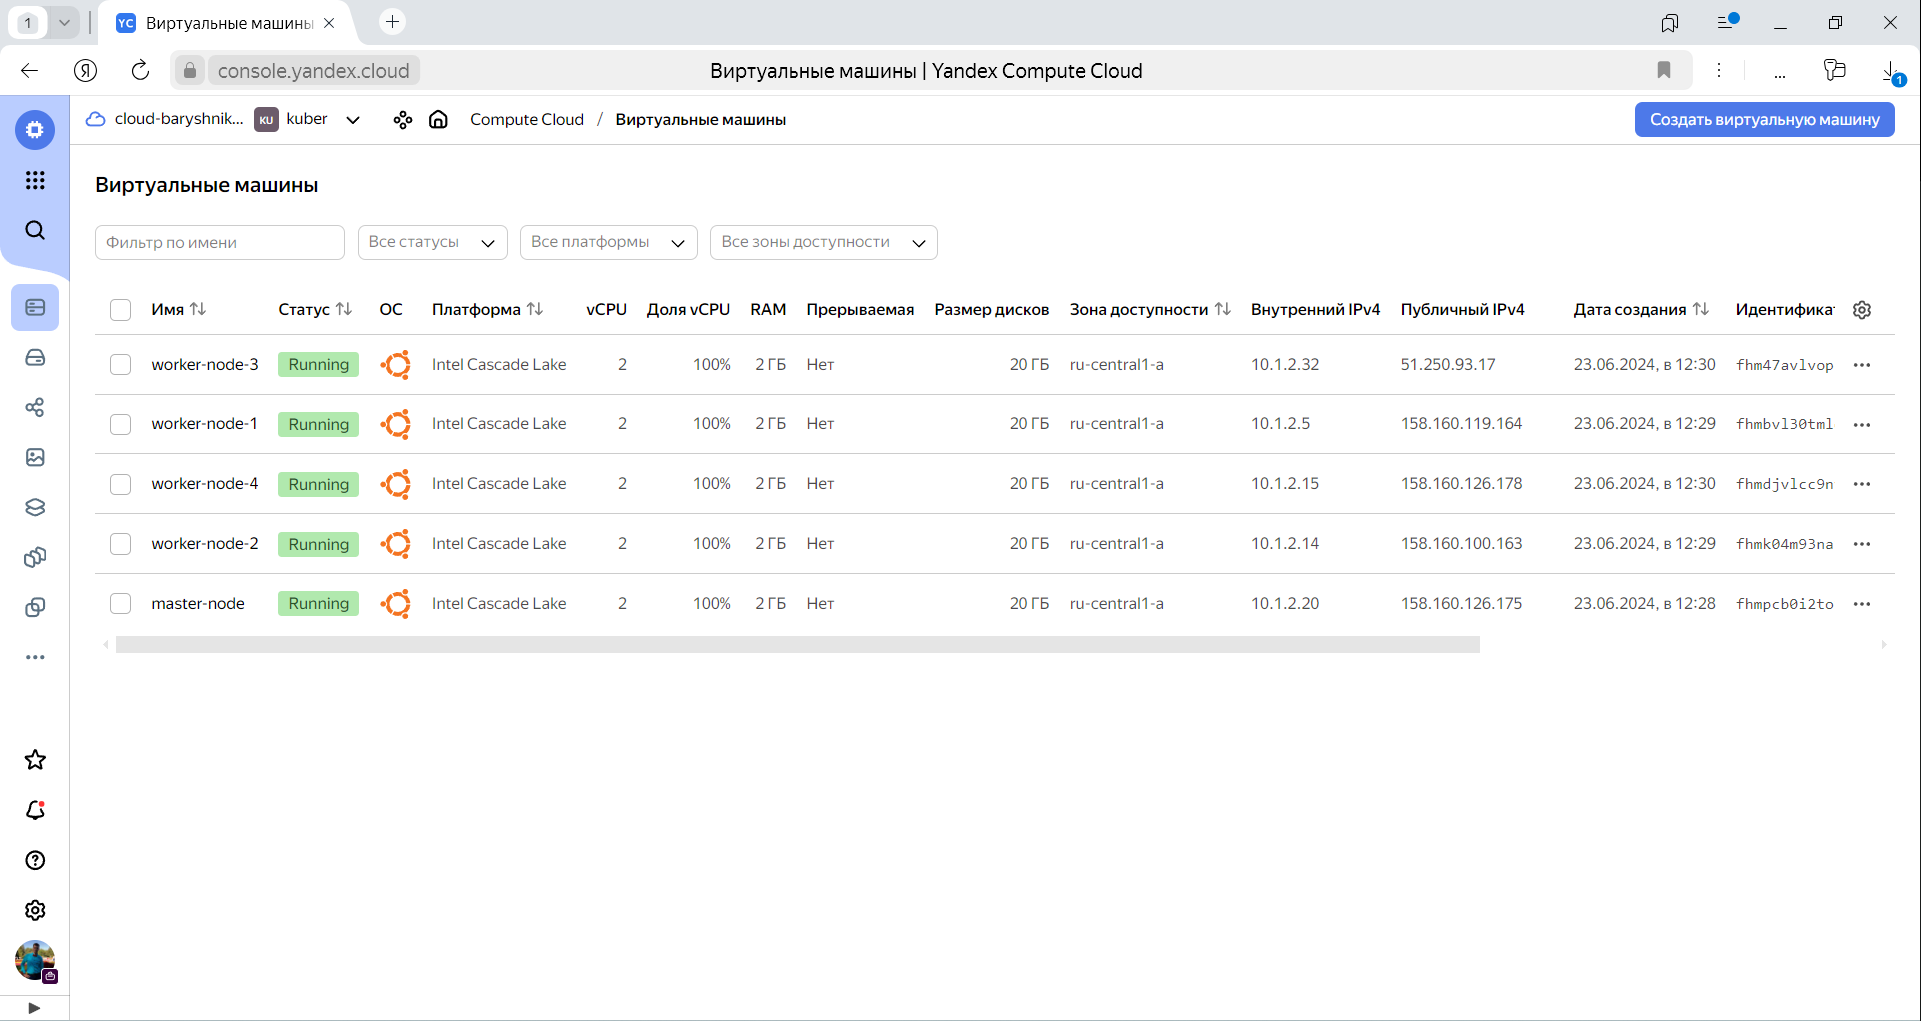 1
YC Виртуальные машины
console.yandex.cloud Виртуальные машины | Yandex Compute Cloud
1
cloud-baryshnik... KU kuber Compute Cloud / Виртуальные машины Создать виртуальную машину
Виртуальные машины
Фильтр по имени Все статусы Все платформы Все зоны доступности
Имя Статус ОС Платформа vCPU Доля vCPU RAM Прерываемая Размер дисков Зона доступности Внутренний IPv4 Публичный IPv4 Дата создания Идентификат
worker-node-3 Running Intel Cascade Lake 2 100% 2 ГБ Нет 20 ГБ ru-central1-a 10.1.2.32 51.250.93.17 23.06.2024, в 12:30 fhm47avlvop
worker-node-1 Running Intel Cascade Lake 2 100% 2 ГБ Нет 20 ГБ ru-central1-a 10.1.2.5 158.160.119.164 23.06.2024, в 12:29 fhmbvl30tml
worker-node-4 Running Intel Cascade Lake 2 100% 2 ГБ Нет 20 ГБ ru-central1-a 10.1.2.15 158.160.126.178 23.06.2024, в 12:30 fhmdjvlcc9n
worker-node-2 Running Intel Cascade Lake 2 100% 2 ГБ Нет 20 ГБ ru-central1-a 10.1.2.14 158.160.100.163 23.06.2024, в 12:29 fhmk04m93na
master-node Running Intel Cascade Lake 2 100% 2 ГБ Нет 20 ГБ ru-central1-a 10.1.2.20 158.160.126.175 23.06.2024, в 12:28 fhmpcb0i2to